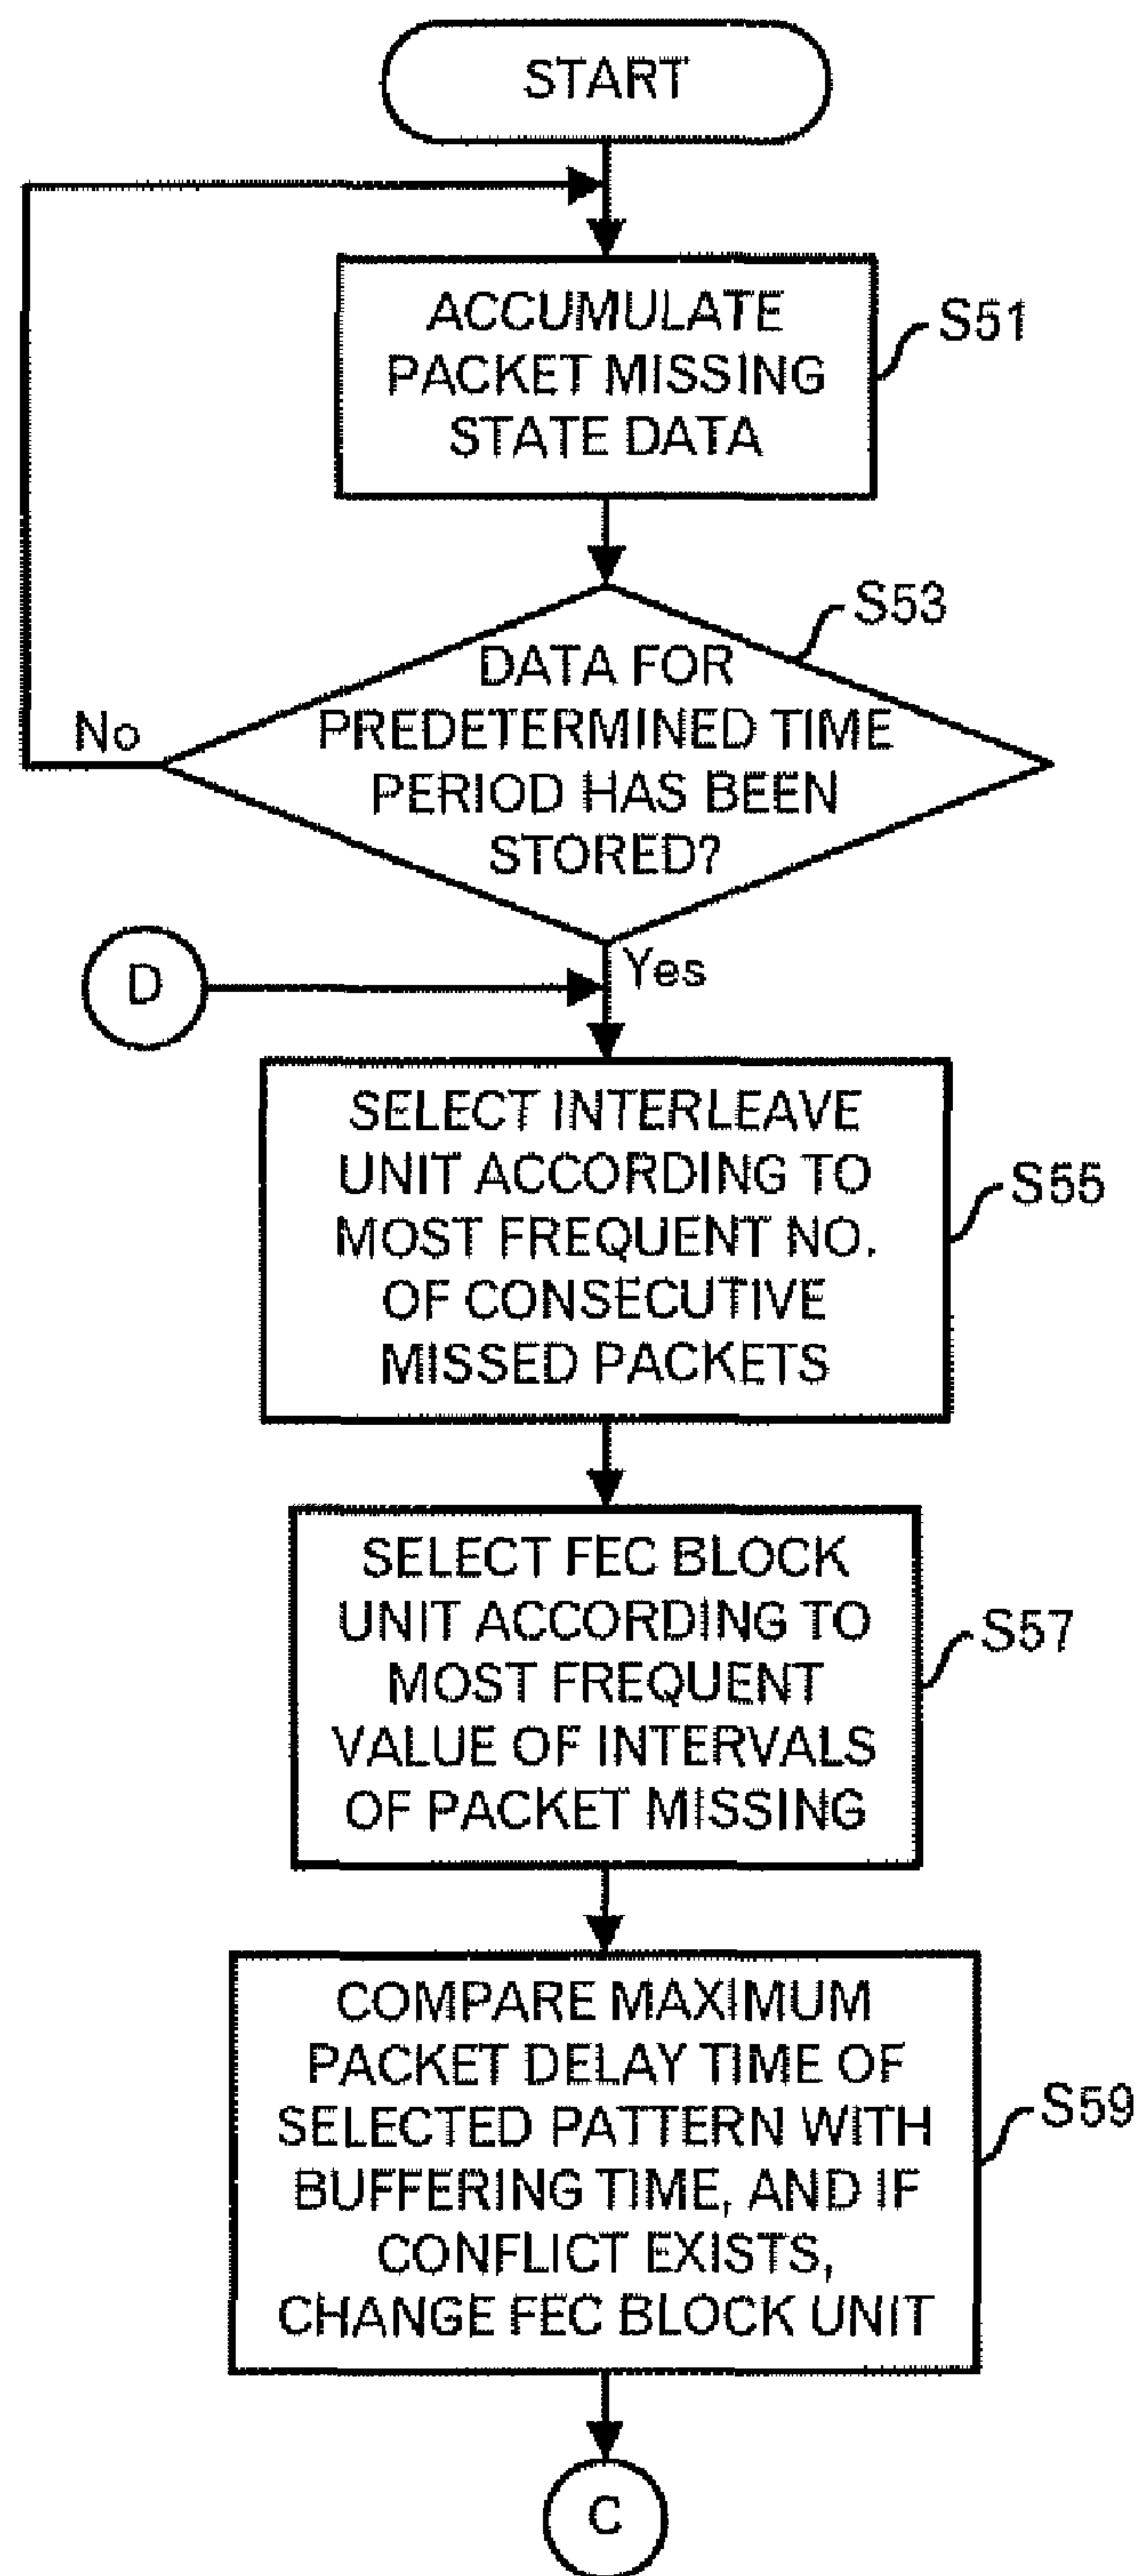 START
ACCUMULATE
PACKET MISSING
STATE DATA
S51
S53
DATA FOR
PREDETERMINED TIME
PERIOD HAS BEEN
STORED?
No
Yes
D
SELECT INTERLEAVE
UNIT ACCORDING TO
MOST FREQUENT NO.
OF CONSECUTIVE
MISSED PACKETS
S55
SELECT FEC BLOCK
UNIT ACCORDING TO
MOST FREQUENT
VALUE OF INTERVALS
OF PACKET MISSING
S57
COMPARE MAXIMUM
PACKET DELAY TIME OF
SELECTED PATTERN WITH
BUFFERING TIME, AND IF
CONFLICT EXISTS,
CHANGE FEC BLOCK UNIT
S59
C